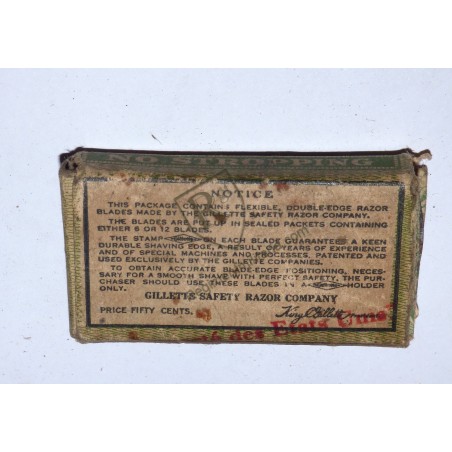 NO STROPPING
NOTICE
THIS PACKAGE CONTAINS FLEXIBLE, DOUBLE-EDGE RAZOR
BLADES MADE BY THE GILLETTE SAFETY RAZOR COMPANY.
THE BLADES ARE PUT UP IN SEALED PACKETS CONTAINING
EITHER 6 OR 12 BLADES.
THE STAMP ON EACH BLADE GUARANTEES A KEEN
DURABLE SHAVING EDGE, A RESULT OF YEARS OF EXPERIENCE
AND OF SPECIAL MACHINES AND PROCESSES, PATENTED AND
USED EXCLUSIVELY BY THE GILLETTE COMPANIES.
TO OBTAIN ACCURATE BLADE-EDGE POSITIONING, NECES-
SARY FOR A SMOOTH SHAVE WITH PERFECT SAFETY, THE PUR-
CHASER SHOULD USE THESE BLADES IN A HOLDER
ONLY.
GILLETTE SAFETY RAZOR COMPANY
PRICE FIFTY CENTS.
King C Gillette
des Etats Unis